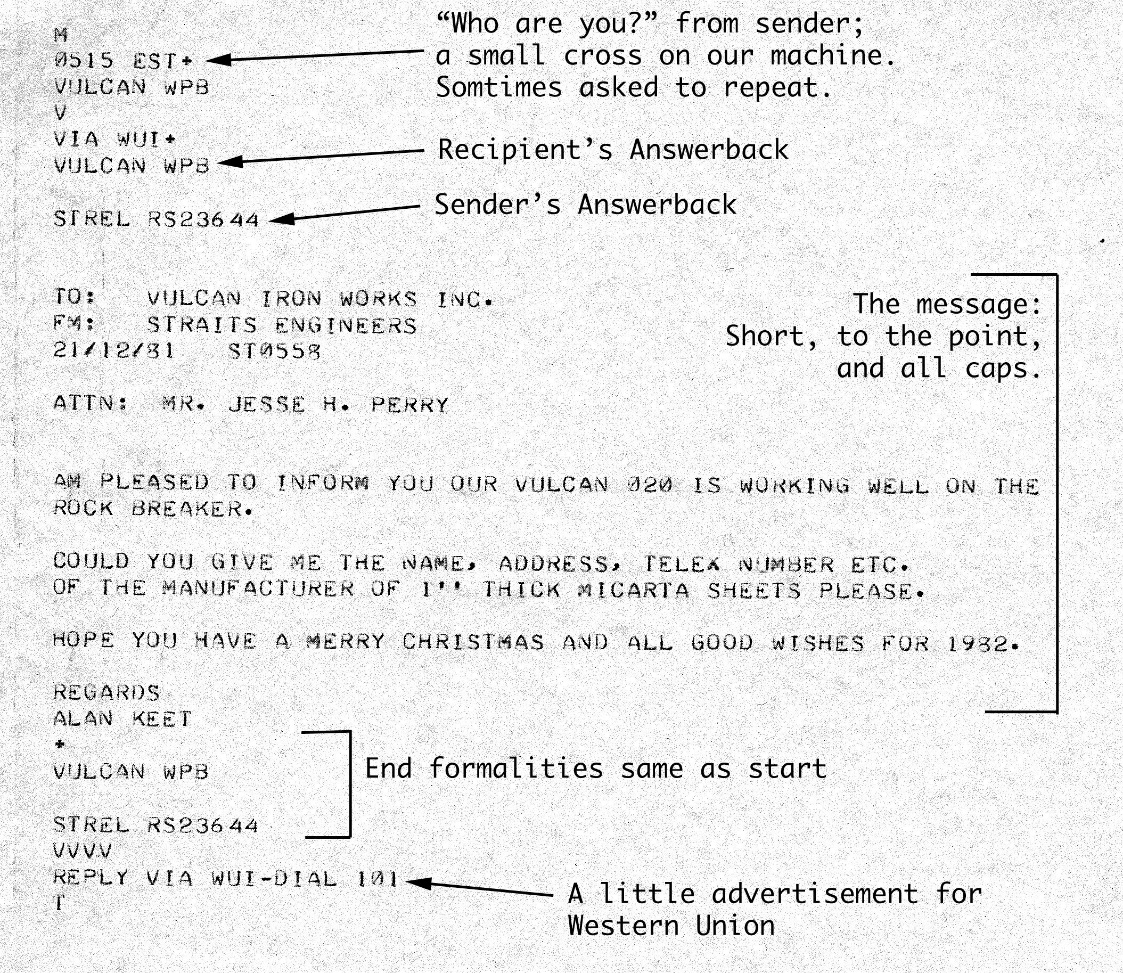 M
“Who are you?” from sender;
0515 EST+
a small cross on our machine.
VULCAN WPB
Somtimes asked to repeat.
V
VIA WUI+
Recipient’s Answerback
VULCAN WPB
Sender’s Answerback
STREL RS23644
TO: VULCAN IRON WORKS INC.
The message:
FM: STRAITS ENGINEERS
Short, to the point,
21/12/81 ST0558
and all caps.
ATTN: MR. JESSE H. PERRY
AM PLEASED TO INFORM YOU OUR VULCAN 020 IS WORKING WELL ON THE
ROCK BREAKER.
COULD YOU GIVE ME THE NAME, ADDRESS, TELEX NUMBER ETC.
OF THE MANUFACTURER OF 1'' THICK MICARTA SHEETS PLEASE.
HOPE YOU HAVE A MERRY CHRISTMAS AND ALL GOOD WISHES FOR 1982.
REGARDS
ALAN KEET
+
VULCAN WPB
End formalities same as start
STREL RS23644
VVVV
REPLY VIA WUI-DIAL 101
A little advertisement for
T
Western Union